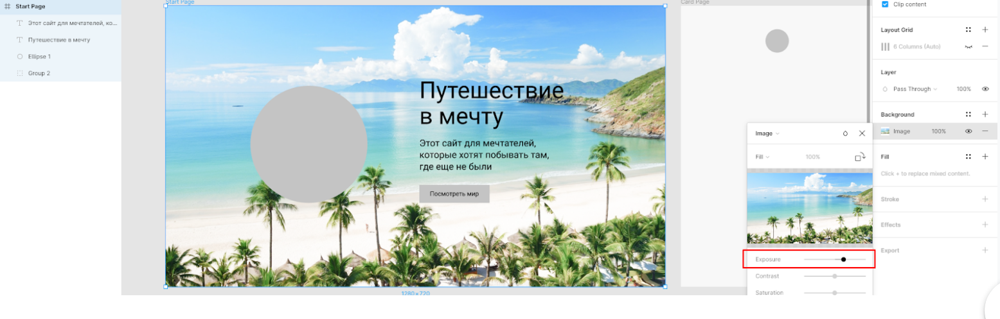 Start Page
Этот сайт для мечтателей, ко...
Путешествие в мечту
Ellipse 1
Group 2
Start Page
Путешествие
в мечту
Этот сайт для мечтателей,
которые хотят побывать там,
где еще не были
Посмотреть мир
1280×720
Card Page
Image
Fill
100%
Exposure
Contrast
Saturation
Clip content
Layout Grid
6 Columns (Auto)
Layer
Pass Through 100%
Background
Image 100%
Fill
Click + to replace mixed content.
Stroke
Effects
Export